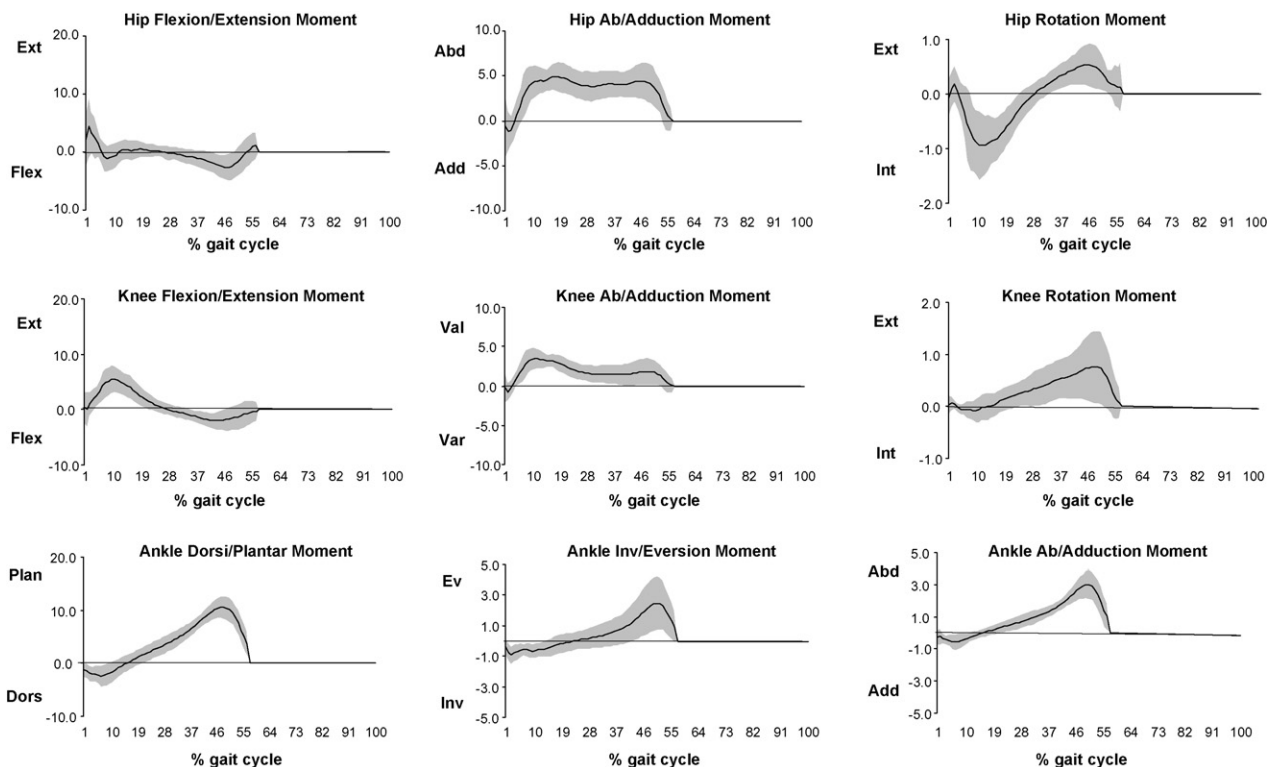 Hip Flexion/Extension Moment
20.0
Ext
10.0
0.0
Flex
-10.0
1 10 19 28 37 46 55 64 73 82 91 100
% gait cycle
Hip Ab/Adduction Moment
10.0
Abd
5.0
0.0
Add
-5.0
-10.0
1 10 19 28 37 46 55 64 73 82 91 100
% gait cycle
Hip Rotation Moment
Ext
1.0
0.0
-1.0
Int
-2.0
1 10 19 28 37 46 55 64 73 82 91 100
% gait cycle
Knee Flexion/Extension Moment
20.0
Ext
10.0
0.0
Flex
-10.0
1 10 19 28 37 46 55 64 73 82 91 100
% gait cycle
Knee Ab/Adduction Moment
10.0
Val
5.0
0.0
Var
-5.0
-10.0
1 10 19 28 37 46 55 64 73 82 91 100
% gait cycle
Knee Rotation Moment
2.0
Ext
1.0
0.0
Int
-1.0
1 10 19 28 37 46 55 64 73 82 91 100
% gait cycle
Ankle Dorsi/Plantar Moment
20.0
Plan
10.0
0.0
Dors
-10.0
1 10 19 28 37 46 55 64 73 82 91 100
% gait cycle
Ankle Inv/Eversion Moment
5.0
Ev
3.0
1.0
-1.0
-3.0
Inv
-5.0
1 10 19 28 37 46 55 64 73 82 91 100
% gait cycle
Ankle Ab/Adduction Moment
5.0
Abd
3.0
1.0
-1.0
-3.0
Add
-5.0
1 10 19 28 37 46 55 64 73 82 91 100
% gait cycle